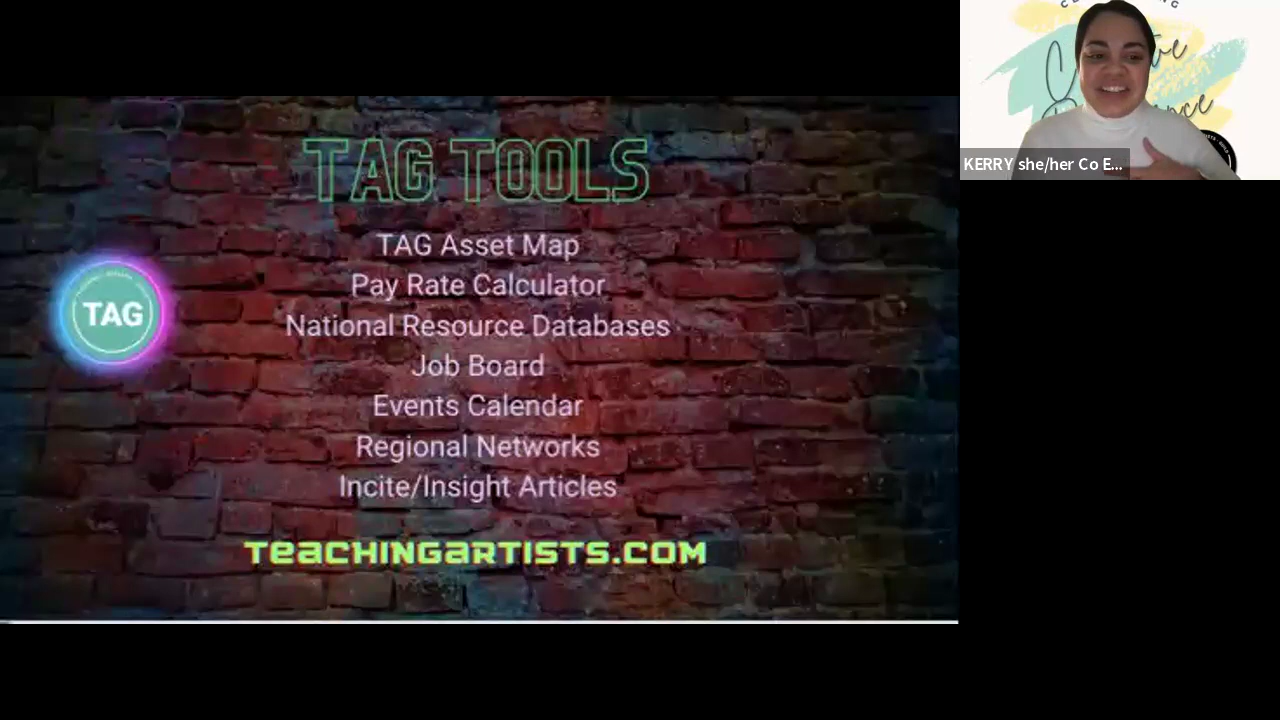 TAG TOOLS
TAG Asset Map
Pay Rate Calculator
National Resource Databases
Job Board
Events Calendar
Regional Networks
Incite/Insight Articles
TeachingArtists.com
TAG
KERRY she/her Co E...